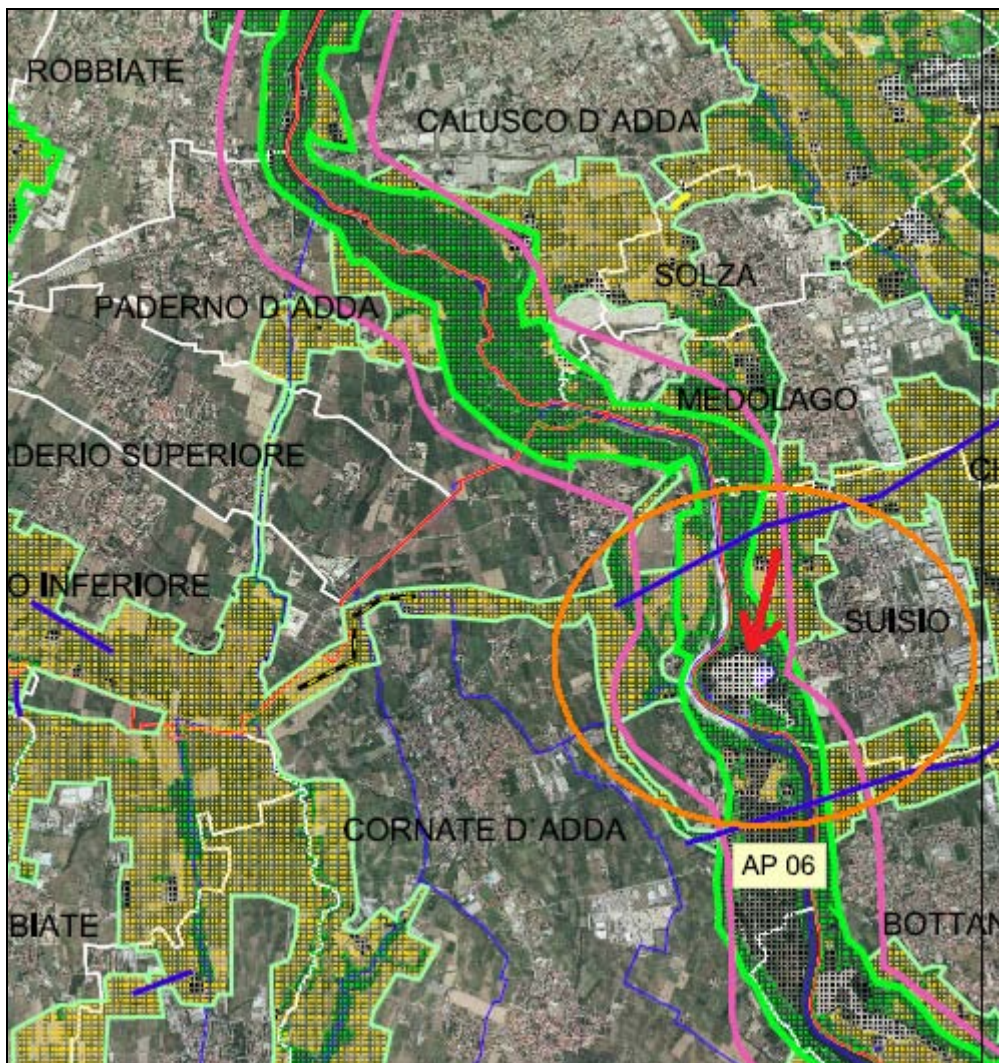 ROBBIATE
CALUSCO D`ADDA
SOLZA
PADERNO D`ADDA
MEDOLAGO
DERIO SUPERIORE
O INFERIORE
SUISIO
CORNATE D`ADDA
AP 06
BIATE
BOTTAN